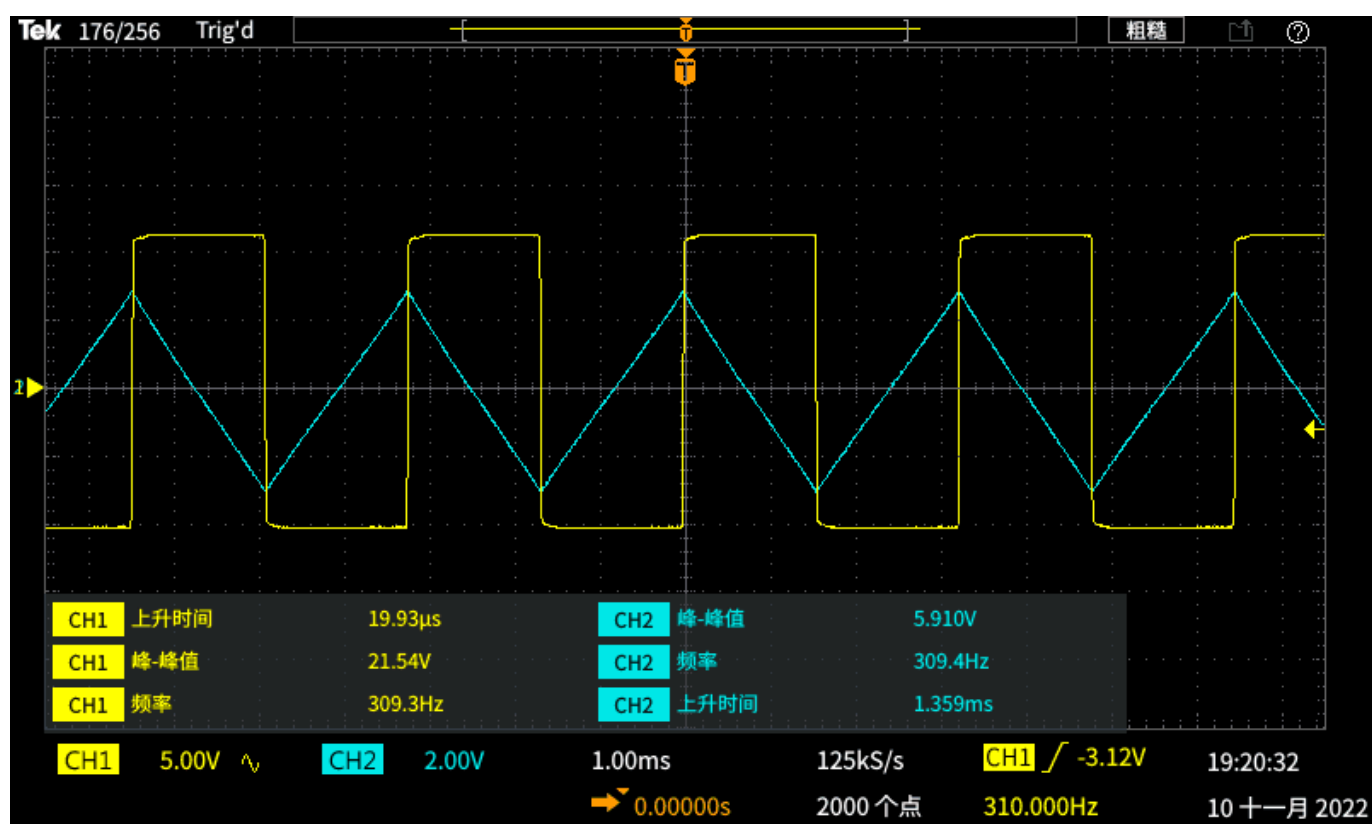 Tek 176/256 Trig'd T 粗糙 ?
T
CH1 上升时间 19.93µs CH2 峰-峰值 5.910V
CH1 峰-峰值 21.54V CH2 频率 309.4Hz
CH1 频率 309.3Hz CH2 上升时间 1.359ms
CH1 5.00V CH2 2.00V 1.00ms 125kS/s CH1 -3.12V 19:20:32
0.00000s 2000 个点 310.000Hz 10 十一月 2022